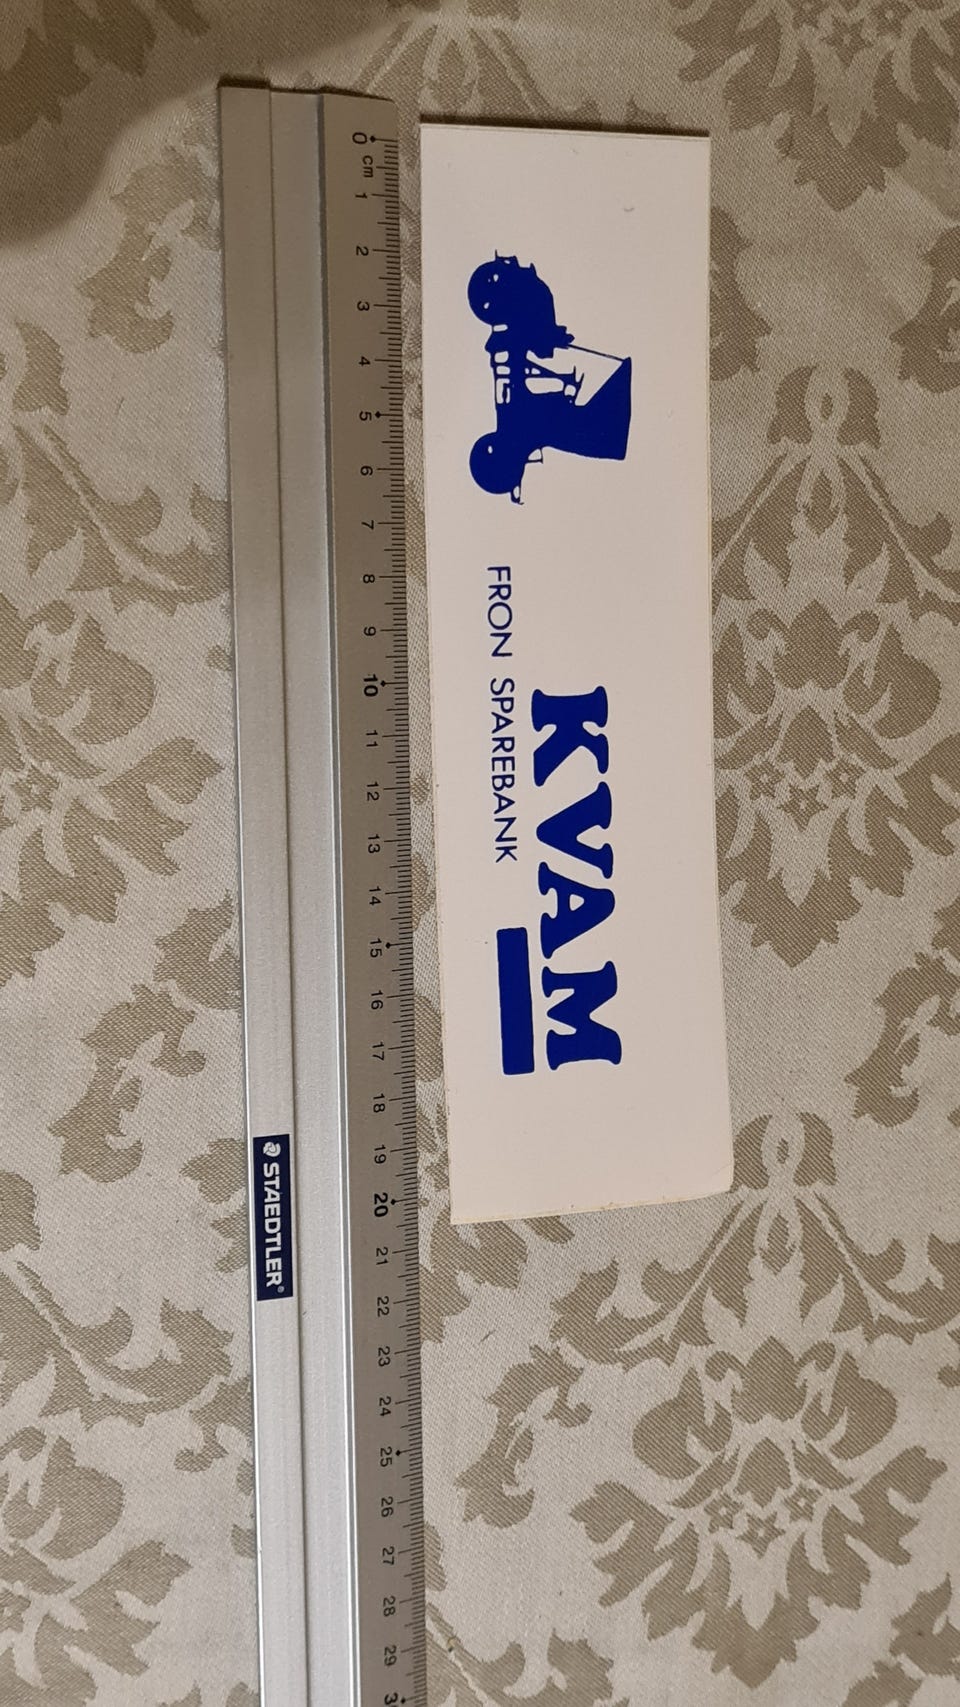 0 cm 1 2 3 4 5 6 7 8 9 10 11 12 13 14 15 16 17 18 19 20 21 22 23 24 25 26 27 28 29
STAEDTLER®
KVAM
FRON SPAREBANK